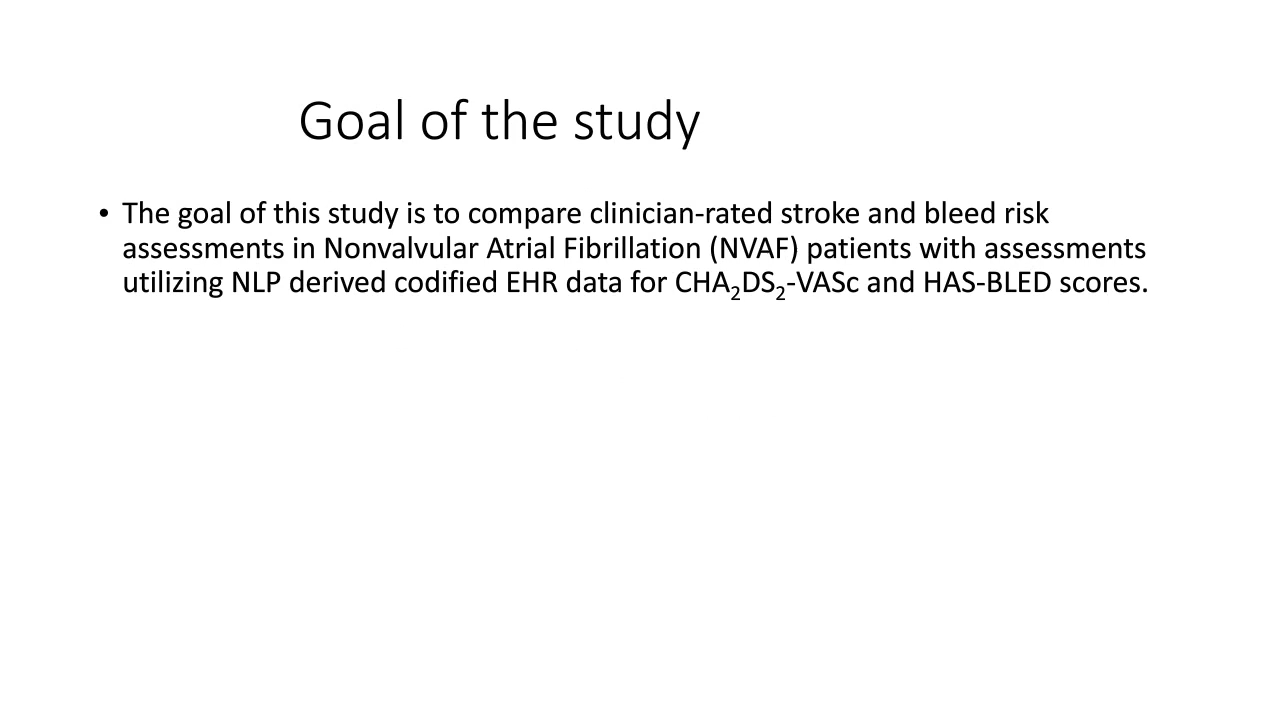 Goal of the study
• The goal of this study is to compare clinician-rated stroke and bleed risk
assessments in Nonvalvular Atrial Fibrillation (NVAF) patients with assessments
utilizing NLP derived codified EHR data for CHA₂DS₂-VASc and HAS-BLED scores.